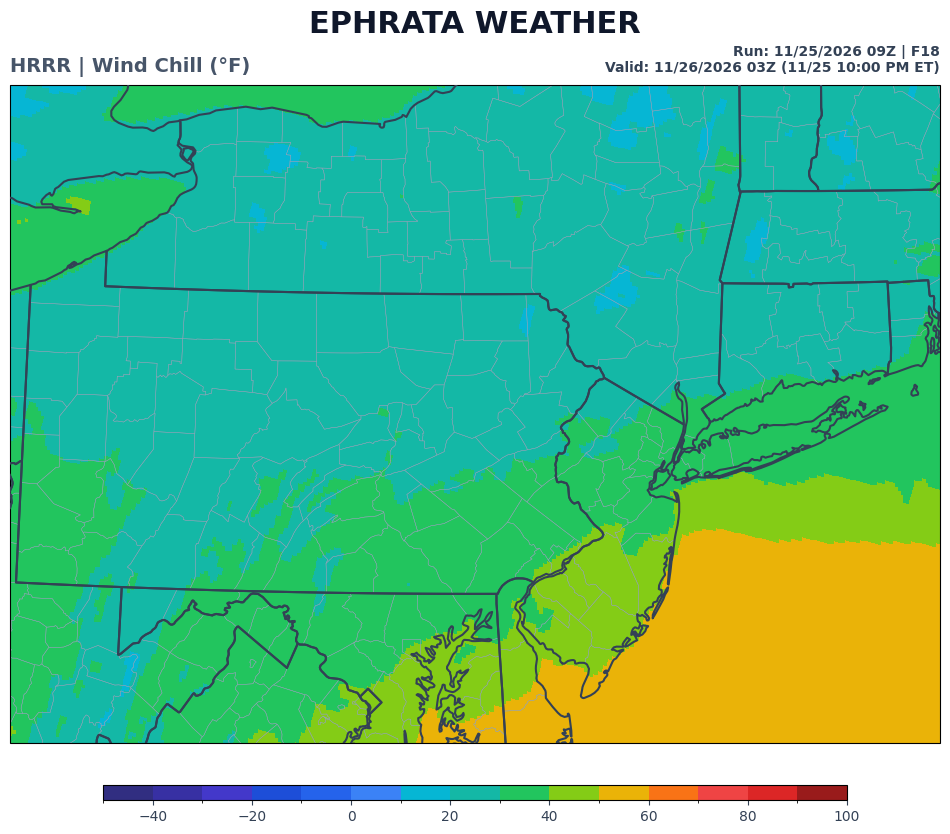 EPHRATA WEATHER
HRRR | Wind Chill (°F)
Run: 11/25/2026 09Z | F18
Valid: 11/26/2026 03Z (11/25 10:00 PM ET)
−40 −20 0 20 40 60 80 100